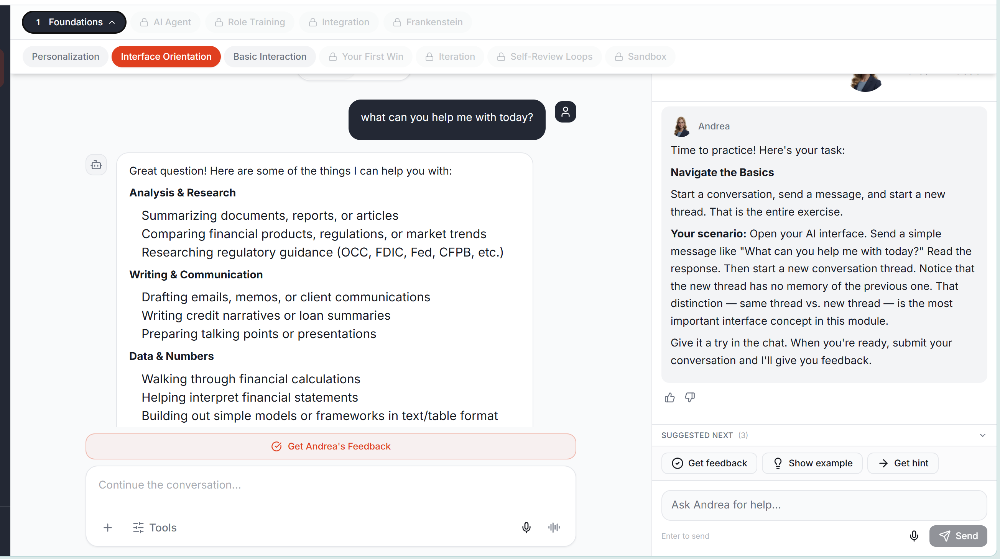 1 Foundations
AI Agent
Role Training
Integration
Frankenstein
Personalization
Interface Orientation
Basic Interaction
Your First Win
Iteration
Self-Review Loops
Sandbox
what can you help me with today?
Great question! Here are some of the things I can help you with:
Analysis & Research
Summarizing documents, reports, or articles
Comparing financial products, regulations, or market trends
Researching regulatory guidance (OCC, FDIC, Fed, CFPB, etc.)
Writing & Communication
Drafting emails, memos, or client communications
Writing credit narratives or loan summaries
Preparing talking points or presentations
Data & Numbers
Walking through financial calculations
Helping interpret financial statements
Building out simple models or frameworks in text/table format
Get Andrea's Feedback
Continue the conversation...
Tools
Andrea
Time to practice! Here's your task:
Navigate the Basics
Start a conversation, send a message, and start a new
thread. That is the entire exercise.
Your scenario: Open your AI interface. Send a simple
message like "What can you help me with today?" Read the
response. Then start a new conversation thread. Notice that
the new thread has no memory of the previous one. That
distinction — same thread vs. new thread — is the most
important interface concept in this module.
Give it a try in the chat. When you're ready, submit your
conversation and I'll give you feedback.
SUGGESTED NEXT (3)
Get feedback
Show example
Get hint
Ask Andrea for help...
Enter to send
Send